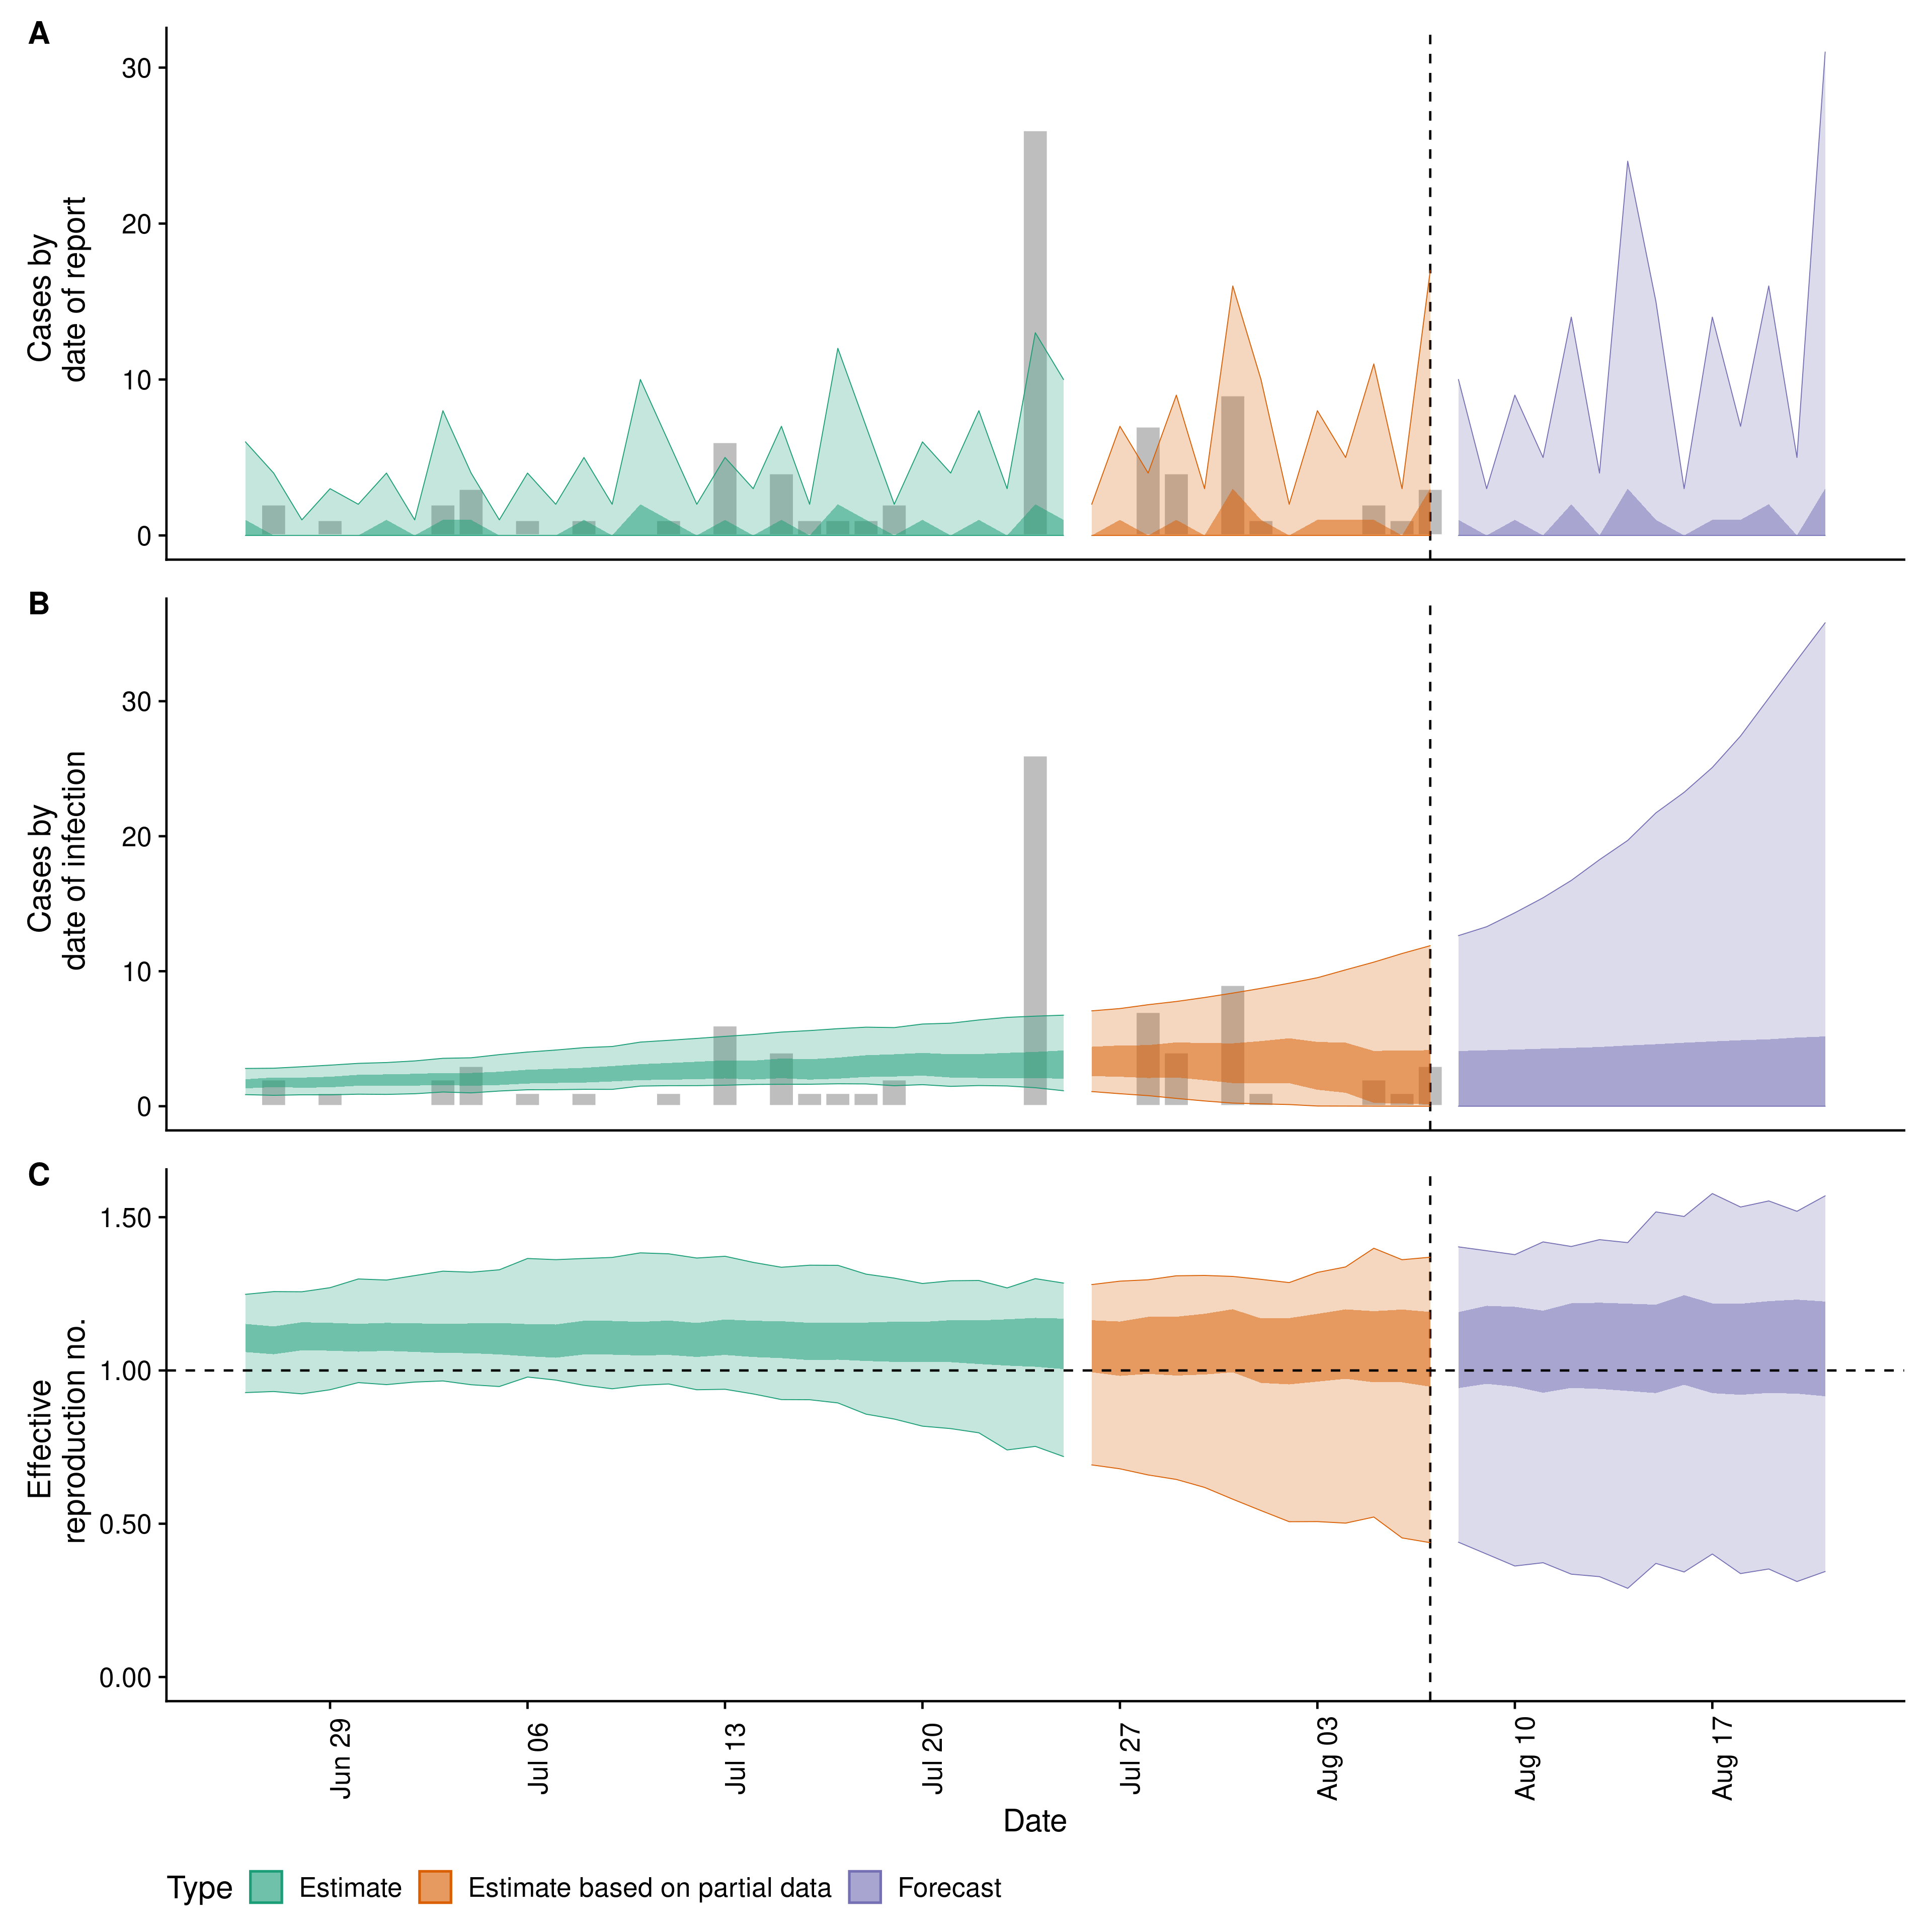 A
30
20
10
0
Cases by
date of report
B
30
20
10
0
Cases by
date of infection
C
1.50
1.00
0.50
0.00
Effective
reproduction no.
Jun 29
Jul 06
Jul 13
Jul 20
Jul 27
Aug 03
Aug 10
Aug 17
Date
Type Estimate Estimate based on partial data Forecast